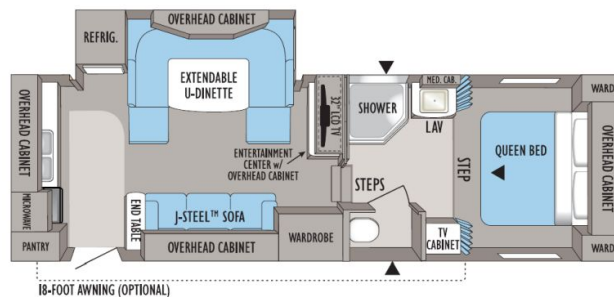 OVERHEAD CABINET
REFRIG.
EXTENDABLE
U-DINETTE
OVERHEAD CABINET
MICROWAVE
PANTRY
32" LCD TV
ENTERTAINMENT
CENTER w/
OVERHEAD CABINET
END TABLE
J-STEEL™ SOFA
OVERHEAD CABINET
WARDROBE
SHOWER
MED. CAB.
LAV
STEPS
STEP
TV
CABINET
QUEEN BED
WARD
OVERHEAD CABINET
WARD
18-FOOT AWNING (OPTIONAL)